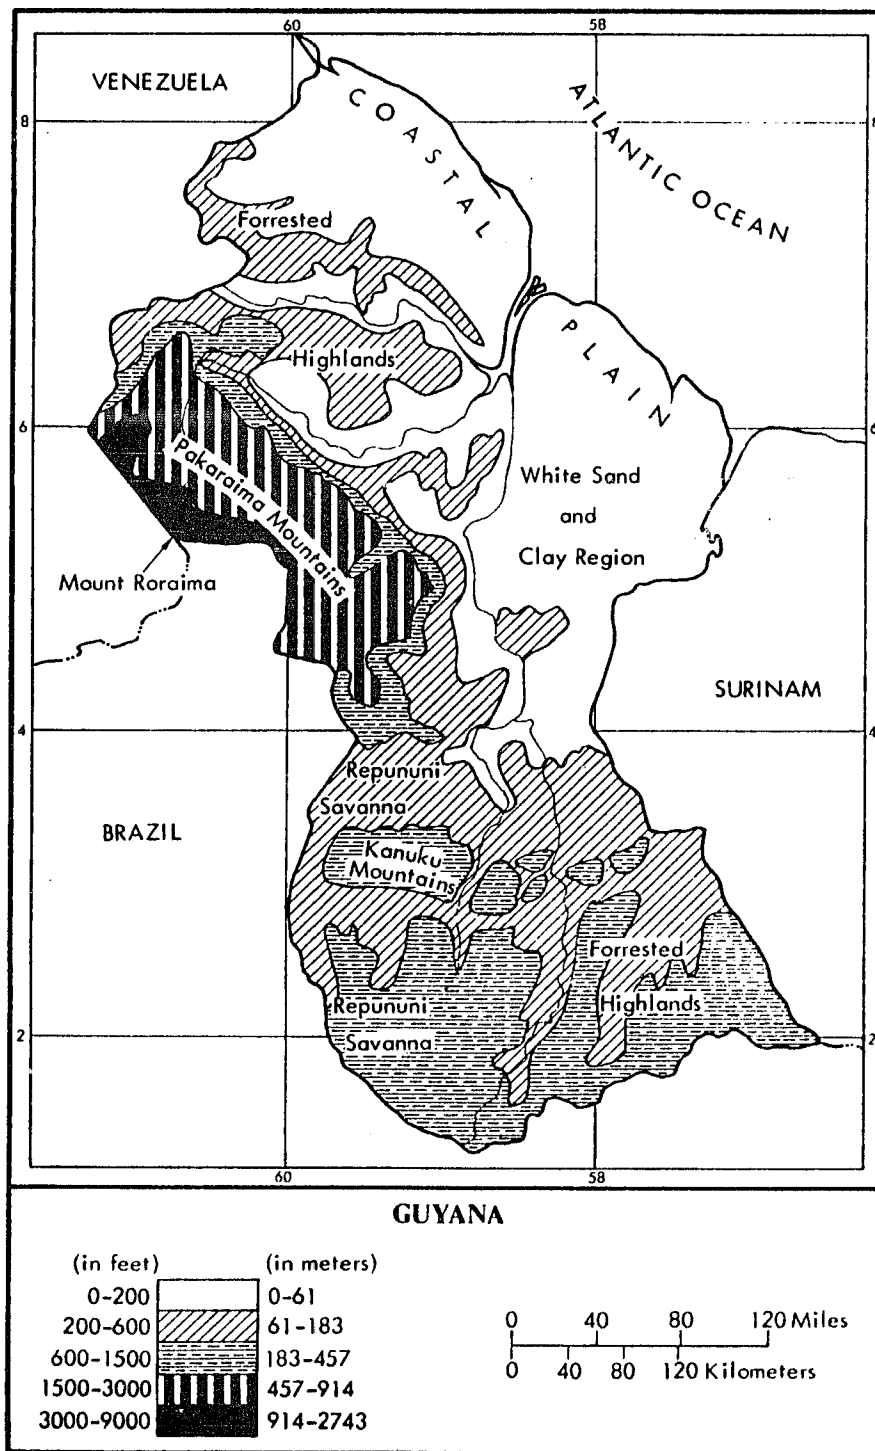 60
58
VENEZUELA
COASTAL
ATLANTIC OCEAN
8
8
Forrested
Highlands
PLAIN
6
6
Pakaraima Mountains
White Sand
and
Clay Region
Mount Roraima
SURINAM
4
4
Repununi
Savanna
BRAZIL
Kanuku
Mountains
Forrested
Highlands
Repununi
Savanna
2
2
60
58
GUYANA
(in feet) (in meters)
0-200 0-61
200-600 61-183
600-1500 183-457
1500-3000 457-914
3000-9000 914-2743
0 40 80 120 Miles
0 40 80 120 Kilometers